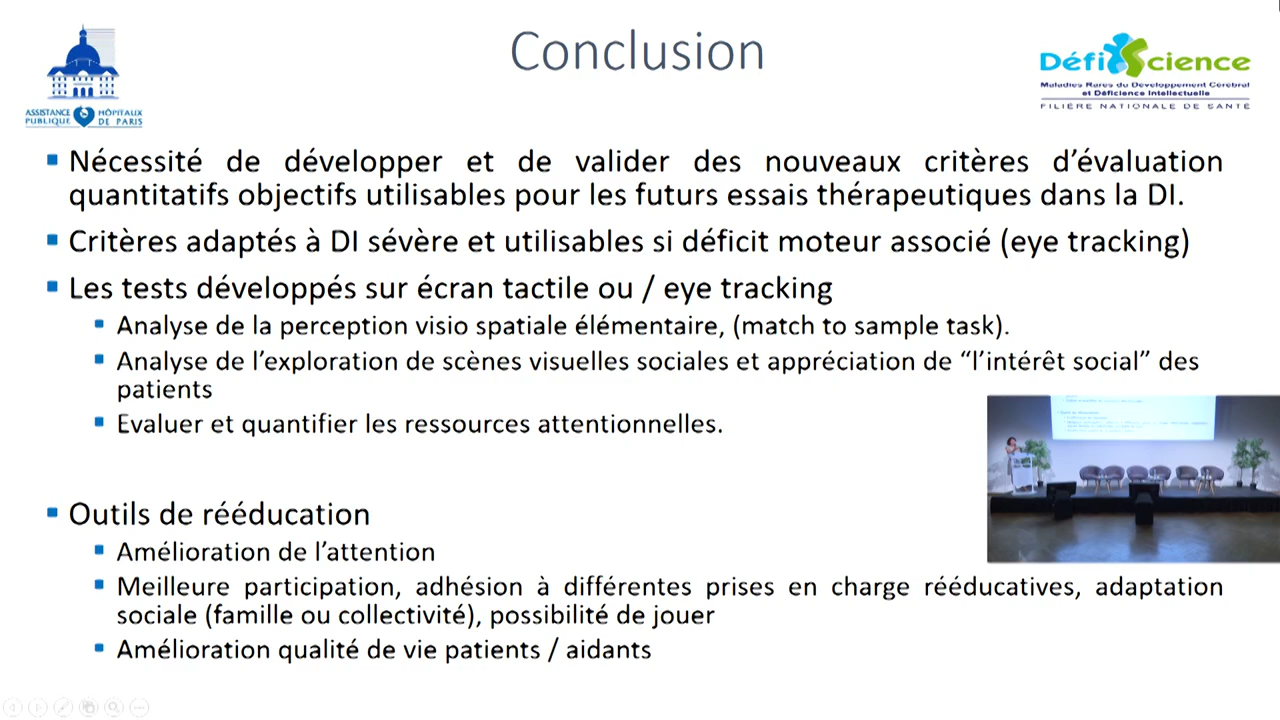 Conclusion
ASSISTANCE PUBLIQUE
HÔPITAUX DE PARIS
Défi Science
Maladies Rares du Développement Cérébral
et Déficience Intellectuelle
FILIÈRE NATIONALE DE SANTÉ
Nécessité de développer et de valider des nouveaux critères d’évaluation
quantitatifs objectifs utilisables pour les futurs essais thérapeutiques dans la DI.
Critères adaptés à DI sévère et utilisables si déficit moteur associé (eye tracking)
Les tests développés sur écran tactile ou / eye tracking
Analyse de la perception visio spatiale élémentaire, (match to sample task).
Analyse de l’exploration de scènes visuelles sociales et appréciation de “l’intérêt social” des
patients
Evaluer et quantifier les ressources attentionnelles.
Outils de rééducation
Amélioration de l’attention
Meilleure participation, adhésion à différentes prises en charge rééducatives, adaptation
sociale (famille ou collectivité), possibilité de jouer
Amélioration qualité de vie patients / aidants